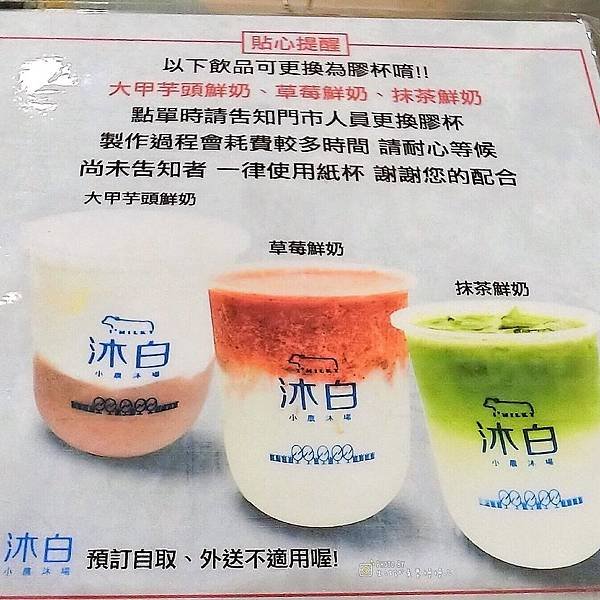 貼心提醒
以下飲品可更換為膠杯唷!!
大甲芋頭鮮奶、草莓鮮奶、抹茶鮮奶
點單時請告知門市人員更換膠杯
製作過程會耗費較多時間 請耐心等候
尚未告知者 一律使用紙杯 謝謝您的配合
大甲芋頭鮮奶
草莓鮮奶
抹茶鮮奶
I'MILKY
沐白
小農沐場
I'MILKY
沐白
小農沐場
I'MILKY
沐白
小農沐場
沐白
小農沐場
預訂自取、外送不適用喔!
PHOTO BY